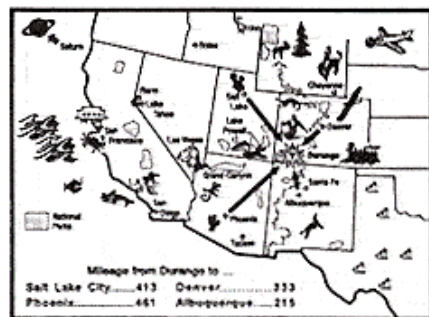 Saturn
Boise
Cheyenne
Reno
Lake
Tahoe
Salt
Lake
Denver
San
Francisco
Lake
Powell
Las Vegas
Durango
Grand Canyon
Santa Fe
L.A.
Albuquerque
San
Diego
Phoenix
National
Parks
Tucson
Mileage from Durango to ...
Salt Lake City......413 Denver............333
Phoenix............461 Albuquerque......215